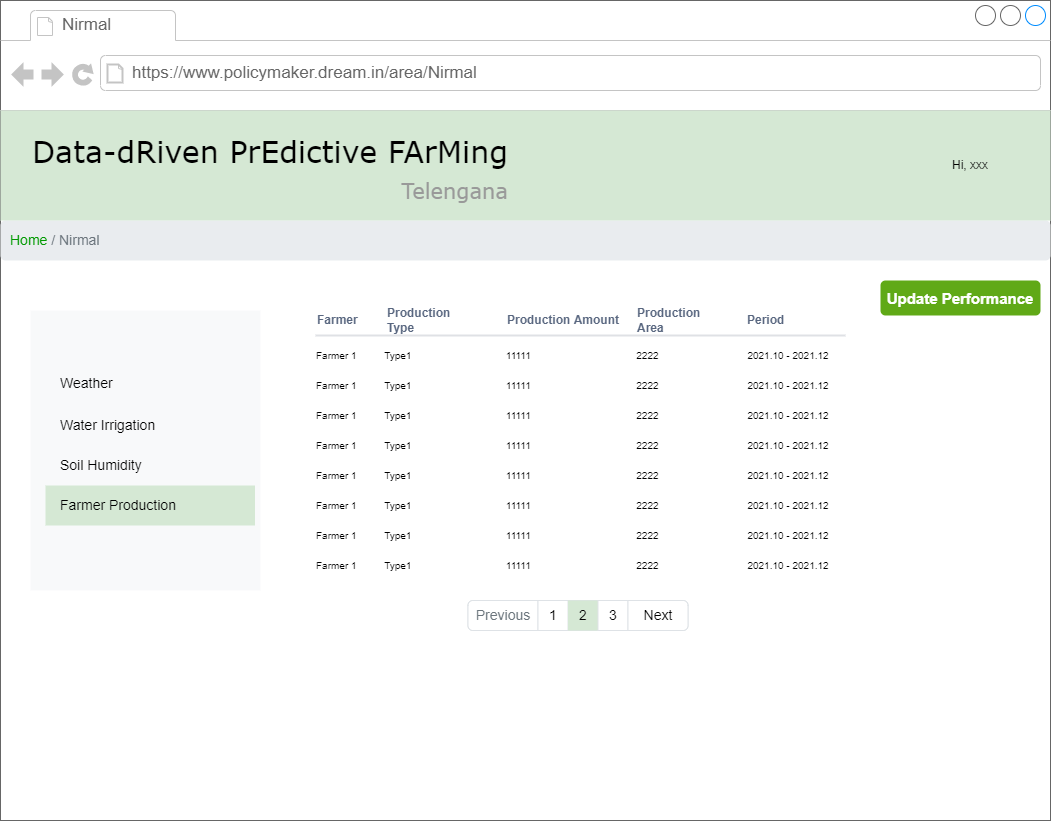 Nirmal
https://www.policymaker.dream.in/area/Nirmal
Data-dRiven PrEdictive FArMing
Telengana
Hi, xxx
Home / Nirmal
Update Performance
Weather
Water Irrigation
Soil Humidity
Farmer Production
Farmer Production Type Production Amount Production Area Period
Farmer 1 Type1 11111 2222 2021.10 - 2021.12
Farmer 1 Type1 11111 2222 2021.10 - 2021.12
Farmer 1 Type1 11111 2222 2021.10 - 2021.12
Farmer 1 Type1 11111 2222 2021.10 - 2021.12
Farmer 1 Type1 11111 2222 2021.10 - 2021.12
Farmer 1 Type1 11111 2222 2021.10 - 2021.12
Farmer 1 Type1 11111 2222 2021.10 - 2021.12
Farmer 1 Type1 11111 2222 2021.10 - 2021.12
Previous 1 2 3 Next